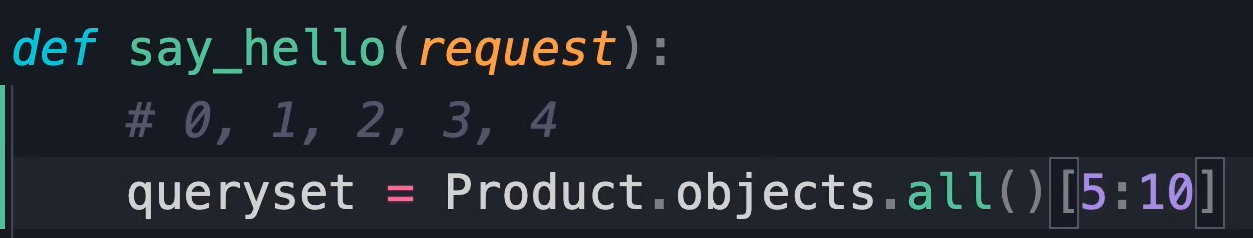 def say_hello(request):
    # 0, 1, 2, 3, 4
    queryset = Product.objects.all()[5:10]